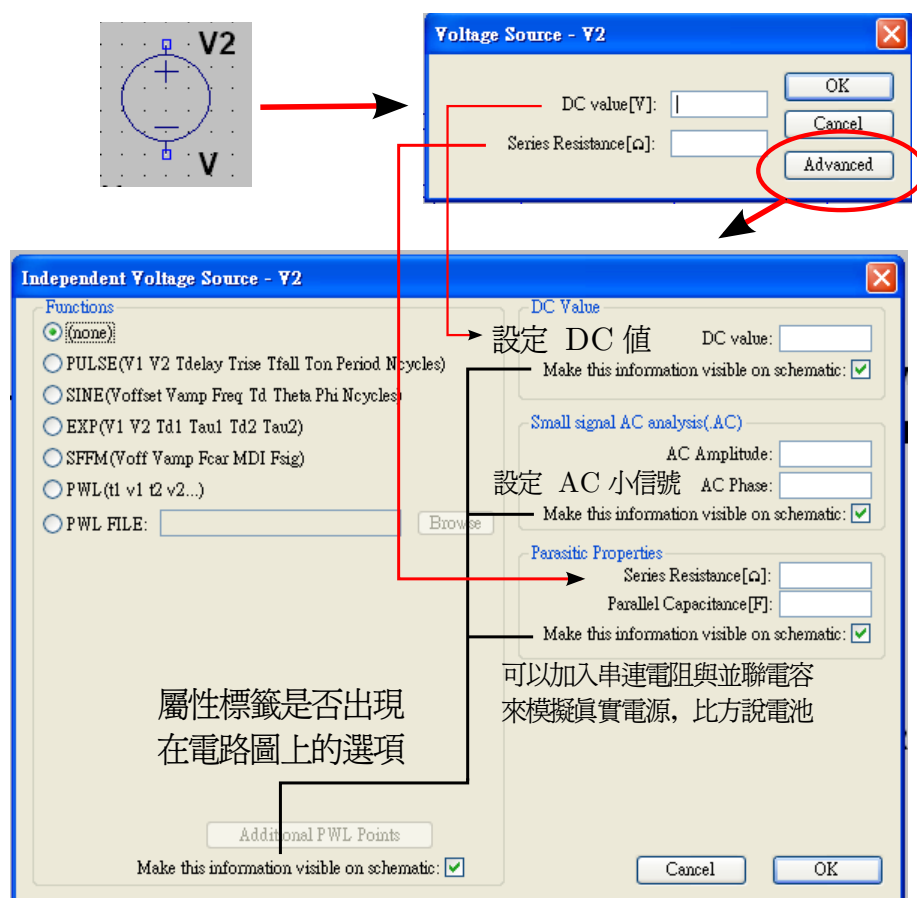 V2
V
Voltage Source - V2
DC value[V]:
Series Resistance[Ω]:
OK
Cancel
Advanced
Independent Voltage Source - V2
Functions
(none)
PULSE(V1 V2 Tdelay Trise Tfall Ton Period Ncycles)
SINE(Voffset Vamp Freq Td Theta Phi Ncycles)
EXP(V1 V2 Td1 Tau1 Td2 Tau2)
SFFM(Voff Vamp Fcar MDI Fsig)
PWL(t1 v1 t2 v2...)
PWL FILE:
Browse
屬性標籤是否出現
在電路圖上的選項
Additional PWL Points
Make this information visible on schematic:
DC Value
設定 DC 值
DC value:
Make this information visible on schematic:
Small signal AC analysis(.AC)
AC Amplitude:
設定 AC 小信號
AC Phase:
Make this information visible on schematic:
Parasitic Properties
Series Resistance[Ω]:
Parallel Capacitance[F]:
Make this information visible on schematic:
可以加入串連電阻與並聯電容
來模擬真實電源，比方說電池
Cancel
OK